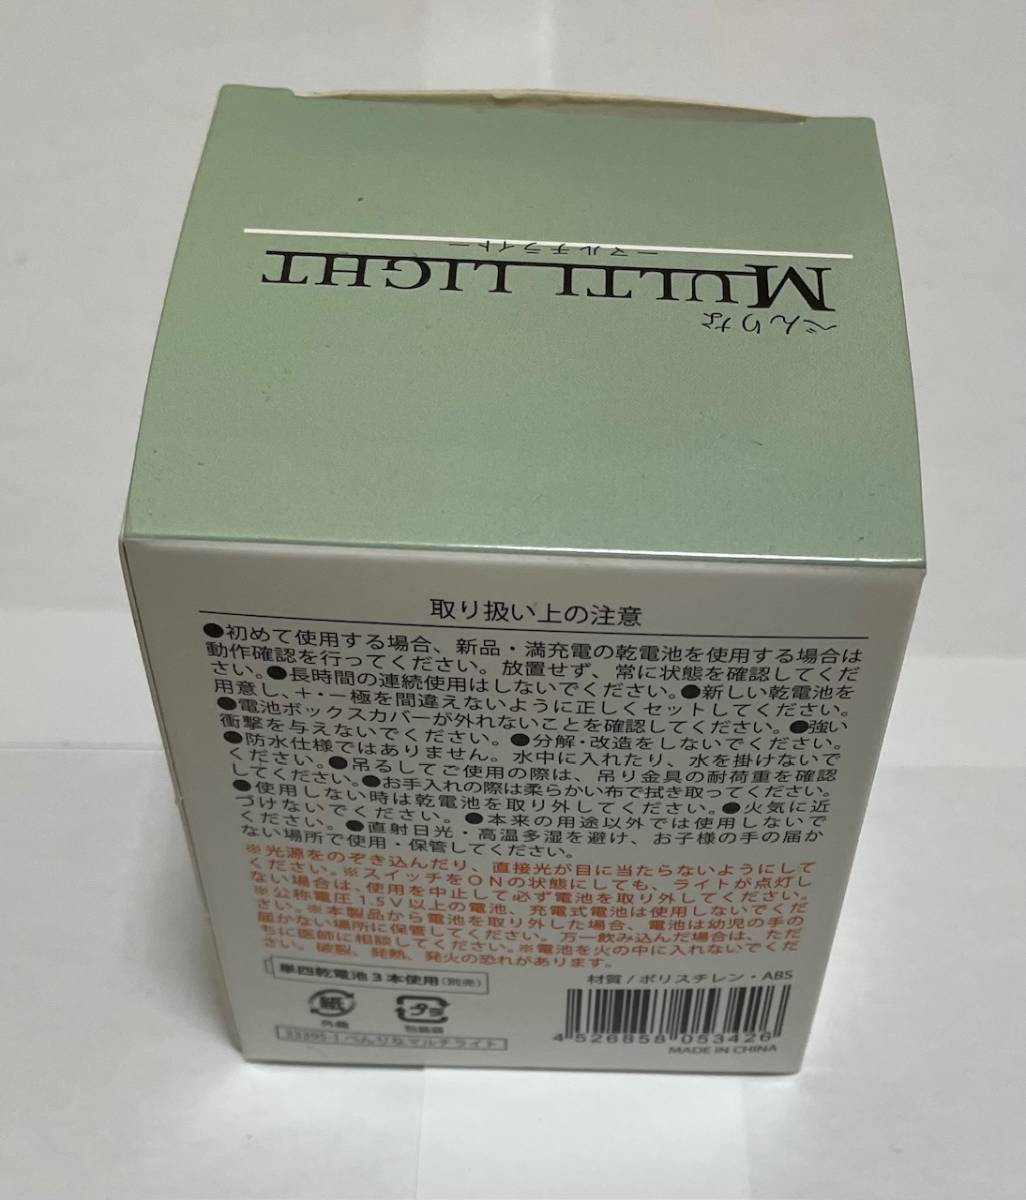 べんりな
MULTI LIGHT
ーマルチライトー
取り扱い上の注意
●初めて使用する場合、新品・満充電の乾電池を使用する場合は
動作確認を行ってください。放置せず、常に状態を確認してくだ
さい。●長時間の連続使用はしないでください。●新しい乾電池を
用意し、＋・－極を間違えないように正しくセットしてください。
●電池ボックスカバーが外れないことを確認してください。●強い
衝撃を与えないでください。●分解・改造をしないでください。
●防水仕様ではありません。水中に入れたり、水を掛けないで
ください。●吊るしてご使用の際は、吊り金具の耐荷重を確認
してください。●お手入れの際は柔らかい布で拭き取ってください。
●使用しない時は乾電池を取り外してください。●火気に近
づけないでください。●本来の用途以外では使用しないで
ください。●直射日光・高温多湿を避け、お子様の手の届か
ない場所で使用・保管してください。
※光源をのぞき込んだり、直接光が目に当たらないようにして
ください。※スイッチをONの状態にしても、ライトが点灯し
ない場合は、使用を中止して必ず電池を取り外してください。
※公称電圧1.5V以上の電池、充電式電池は使用しないでくだ
さい。※本製品から電池を取り外した場合、電池は幼児の手の
届かない場所に保管してください。万一飲み込んだ場合は、ただ
ちに医師に相談してください。※電池を火の中に入れないでくだ
さい。破裂、発熱、発火の恐れがあります。
単四乾電池3本使用(別売)
材質/ポリスチレン・ABS
紙
外箱
プラ
包装袋
33395-1 べんりなマルチライト
4 526858 053426
MADE IN CHINA